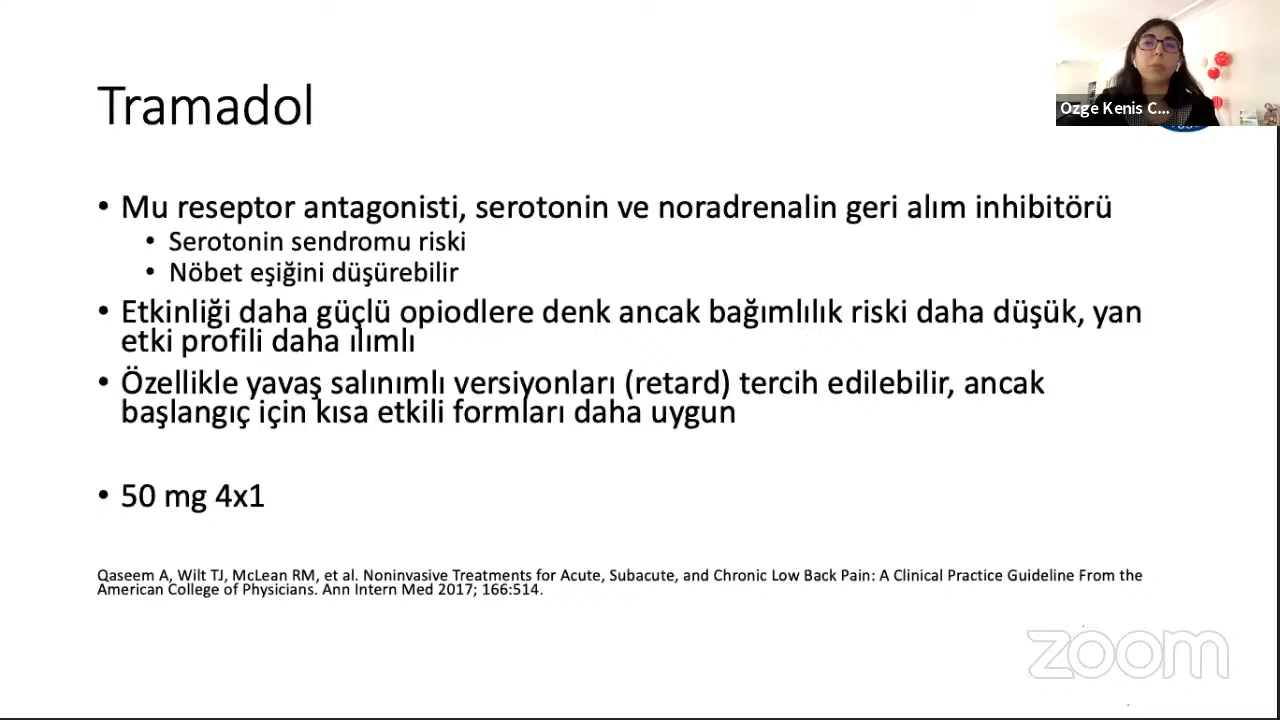 Tramadol
Ozge Kenis C...
• Mu reseptor antagonisti, serotonin ve noradrenalin geri alım inhibitörü
• Serotonin sendromu riski
• Nöbet eşiğini düşürebilir
• Etkinliği daha güçlü opiodlere denk ancak bağımlılık riski daha düşük, yan
etki profili daha ılımlı
• Özellikle yavaş salınımlı versiyonları (retard) tercih edilebilir, ancak
başlangıç için kısa etkili formları daha uygun
• 50 mg 4x1
Qaseem A, Wilt TJ, McLean RM, et al. Noninvasive Treatments for Acute, Subacute, and Chronic Low Back Pain: A Clinical Practice Guideline From the
American College of Physicians. Ann Intern Med 2017; 166:514.
zoom